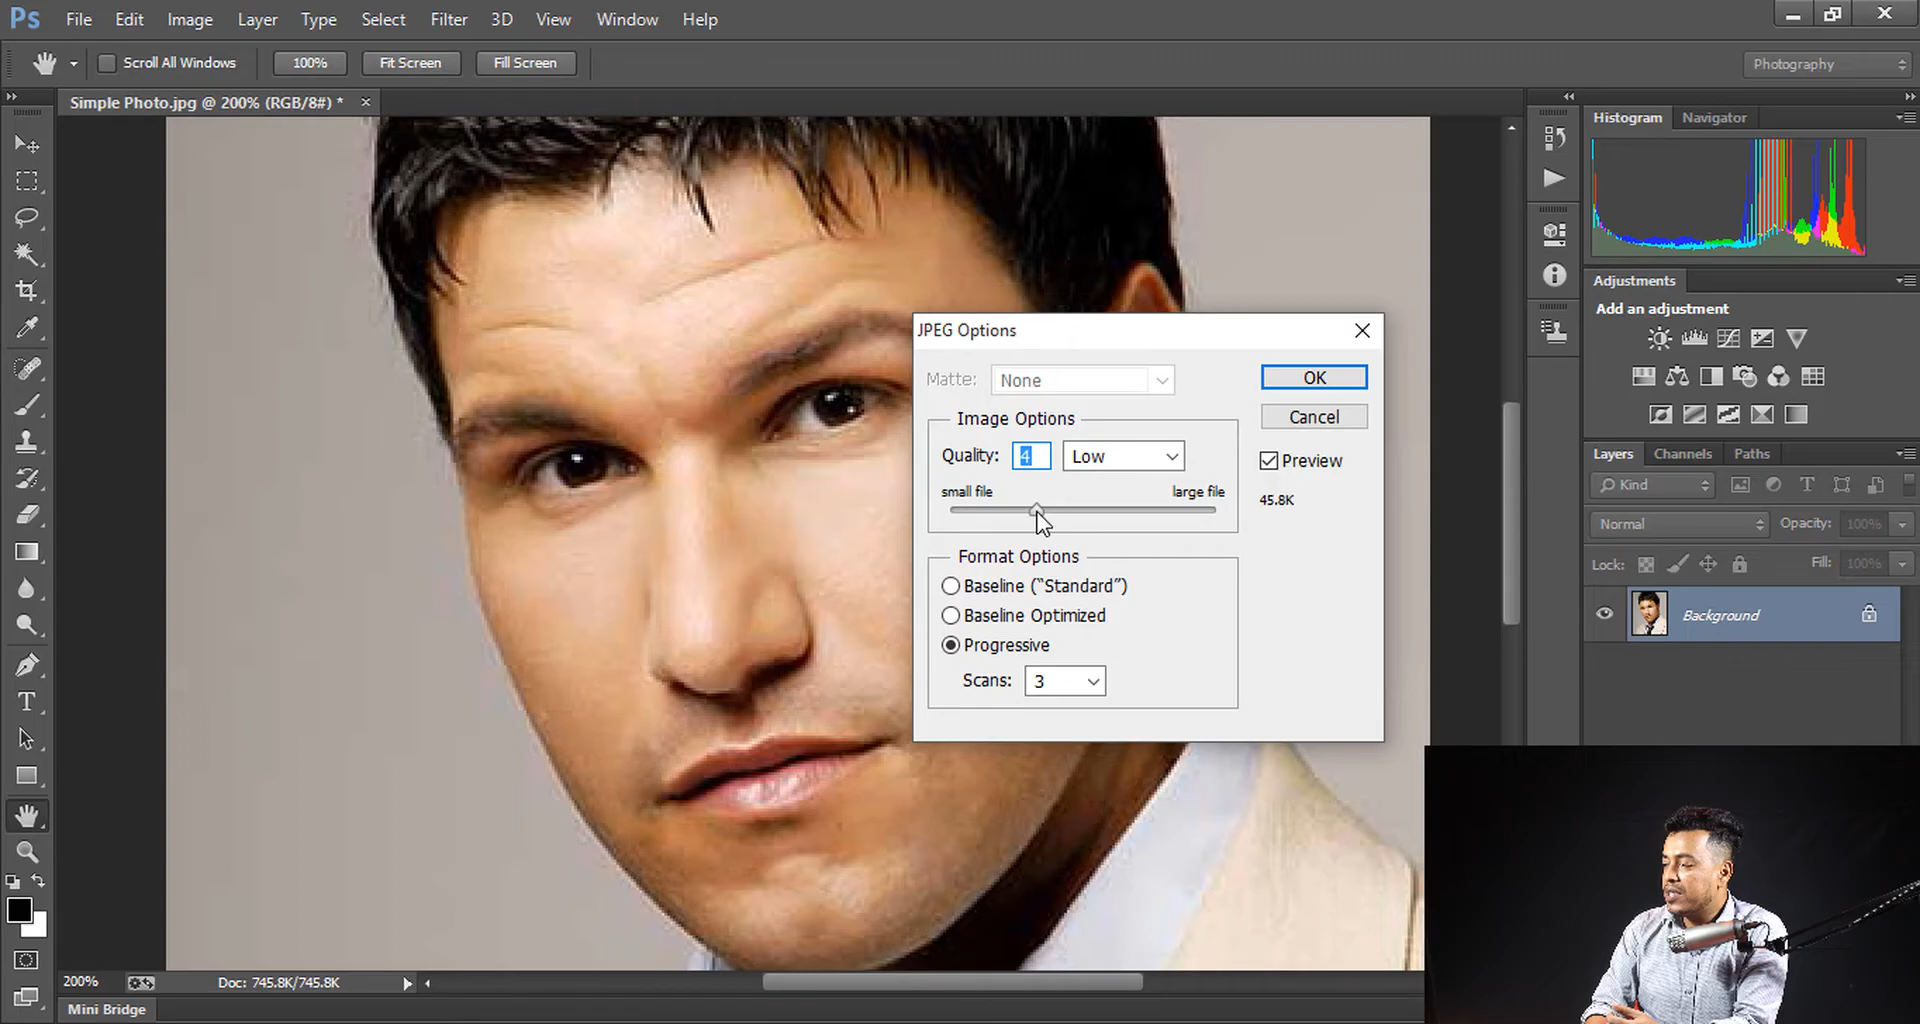 Ps File Edit Image Layer Type Select Filter 3D View Window Help
Scroll All Windows 100% Fit Screen Fill Screen Photography
Simple Photo.jpg @ 200% (RGB/8#) * ×
Histogram Navigator
Adjustments
Add an adjustment
JPEG Options
Matte: None OK
Image Options Cancel
Quality: 4 Low Preview
small file large file 45.8K
Format Options
Baseline (“Standard”)
Baseline Optimized
Progressive
Scans: 3
Layers Channels Paths
Kind
Normal Opacity: 100%
Lock: Fill: 100%
Background
200% Doc: 745.8K/745.8K
Mini Bridge